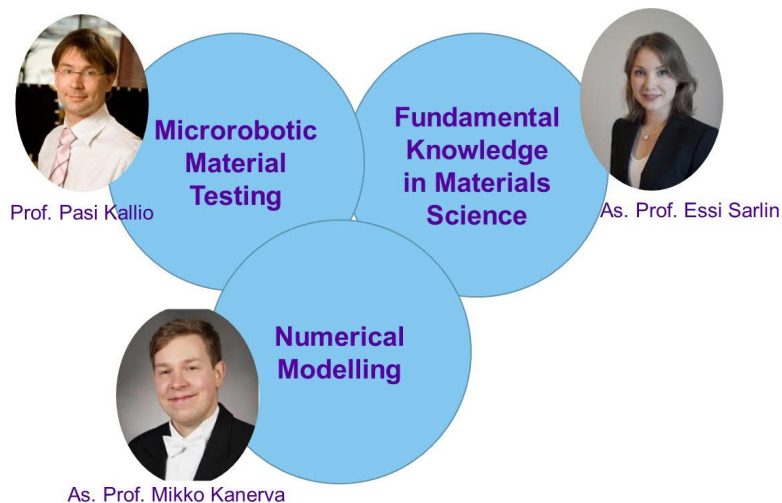 Microrobotic
Material
Testing
Fundamental
Knowledge
in Materials
Science
Prof. Pasi Kallio
As. Prof. Essi Sarlin
Numerical
Modelling
As. Prof. Mikko Kanerva